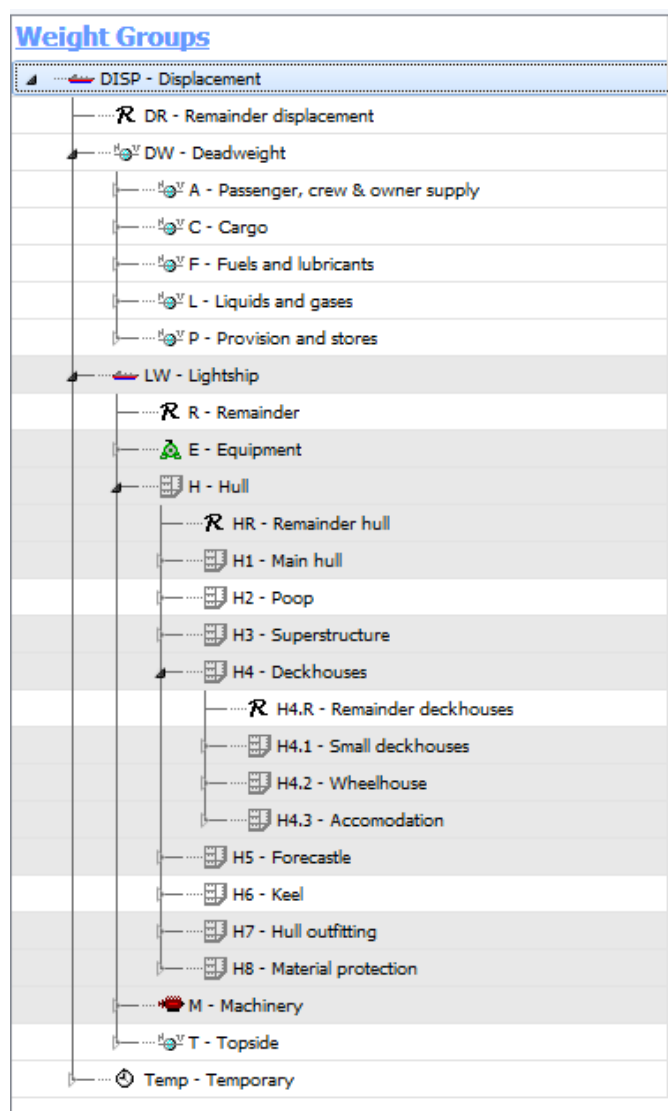 Weight Groups
DISP - Displacement
DR - Remainder displacement
DW - Deadweight
A - Passenger, crew & owner supply
C - Cargo
F - Fuels and lubricants
L - Liquids and gases
P - Provision and stores
LW - Lightship
R - Remainder
E - Equipment
H - Hull
HR - Remainder hull
H1 - Main hull
H2 - Poop
H3 - Superstructure
H4 - Deckhouses
H4.R - Remainder deckhouses
H4.1 - Small deckhouses
H4.2 - Wheelhouse
H4.3 - Accomodation
H5 - Forecastle
H6 - Keel
H7 - Hull outfitting
H8 - Material protection
M - Machinery
T - Topside
Temp - Temporary